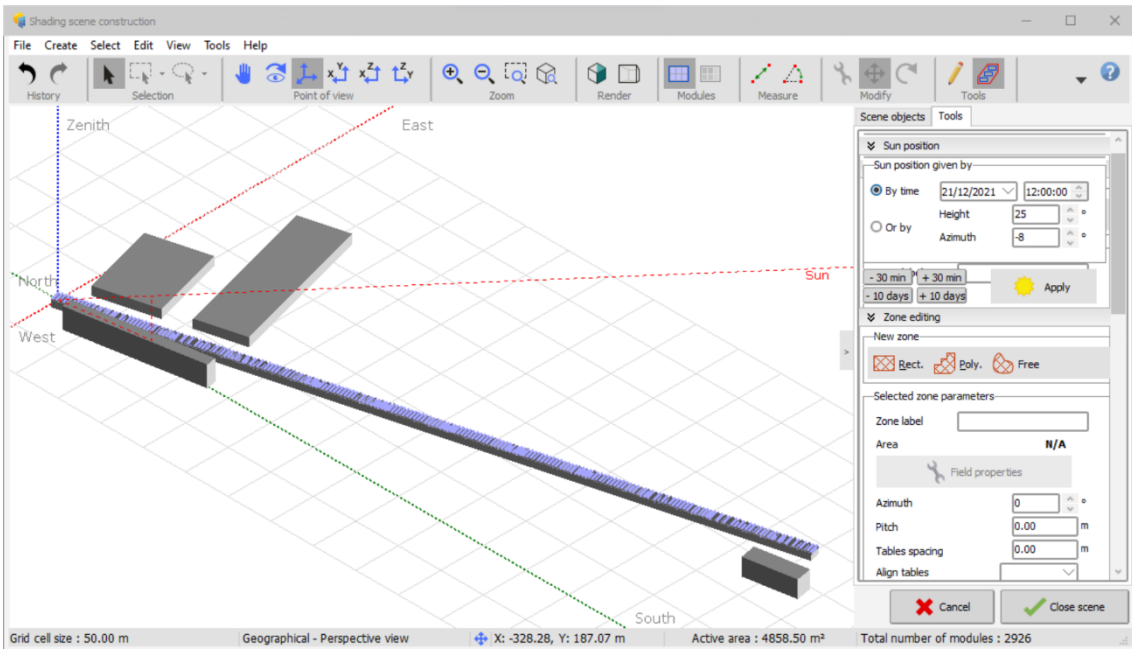 Shading scene construction
File Create Select Edit View Tools Help
History Selection Point of view Zoom Render Modules Measure Modify Tools
Scene objects Tools
Zenith
East
North
West
Sun
South
Sun position
Sun position given by
By time 21/12/2021 12:00:00
Or by
Height 25 °
Azimuth -8 °
- 30 min + 30 min
- 10 days + 10 days
Apply
Zone editing
New zone
Rect. Poly. Free
Selected zone parameters
Zone label
Area N/A
Field properties
Azimuth 0 °
Pitch 0.00 m
Tables spacing 0.00 m
Align tables
Cancel Close scene
Grid cell size : 50.00 m Geographical - Perspective view X: -328.28, Y: 187.07 m Active area : 4858.50 m² Total number of modules : 2926